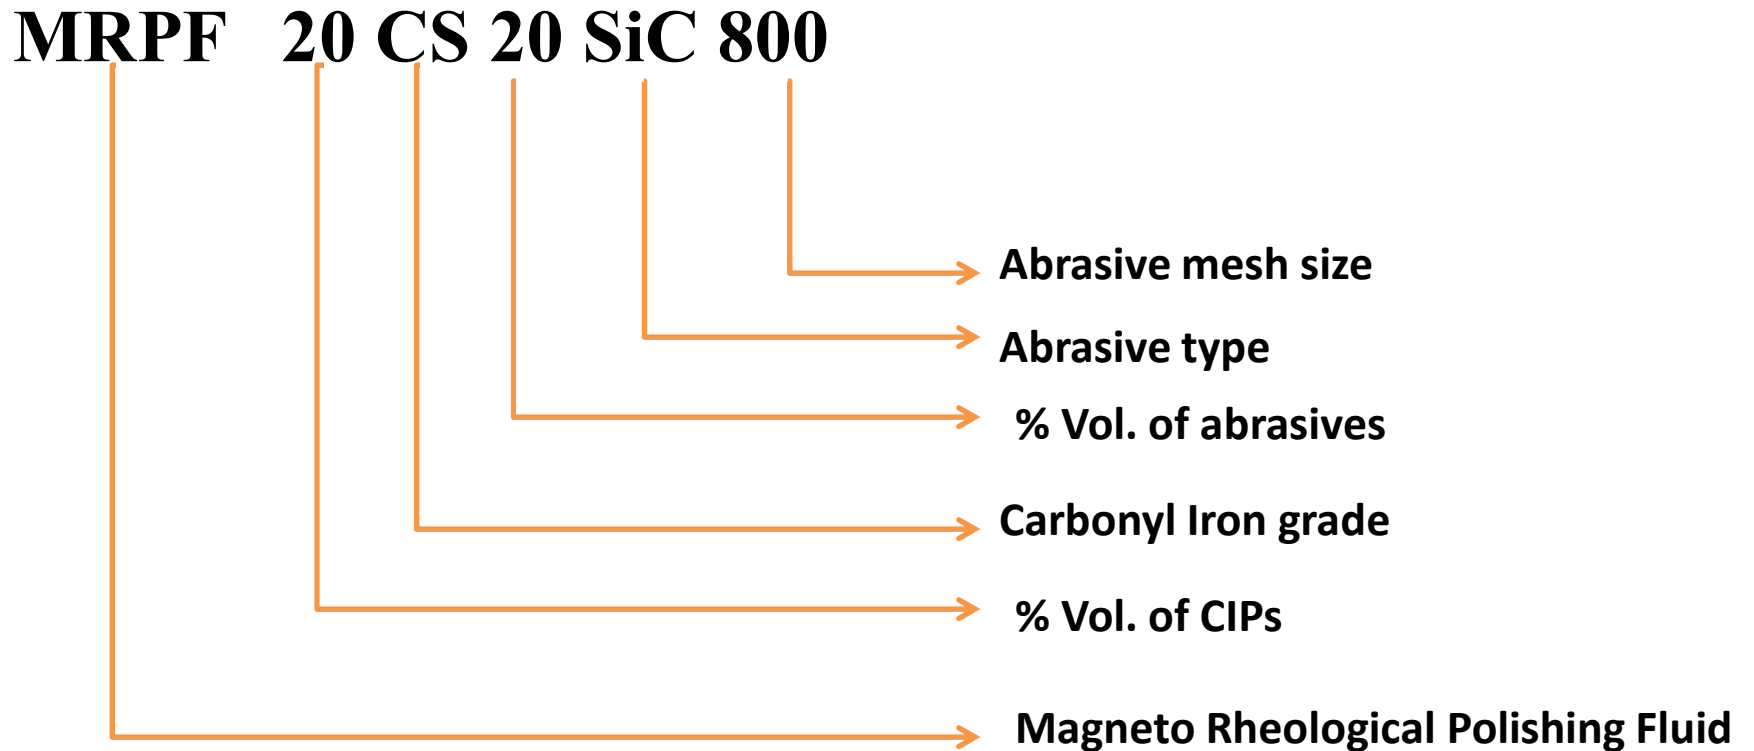 MRPF 20 CS 20 SiC 800
Abrasive mesh size
Abrasive type
% Vol. of abrasives
Carbonyl Iron grade
% Vol. of CIPs
Magneto Rheological Polishing Fluid